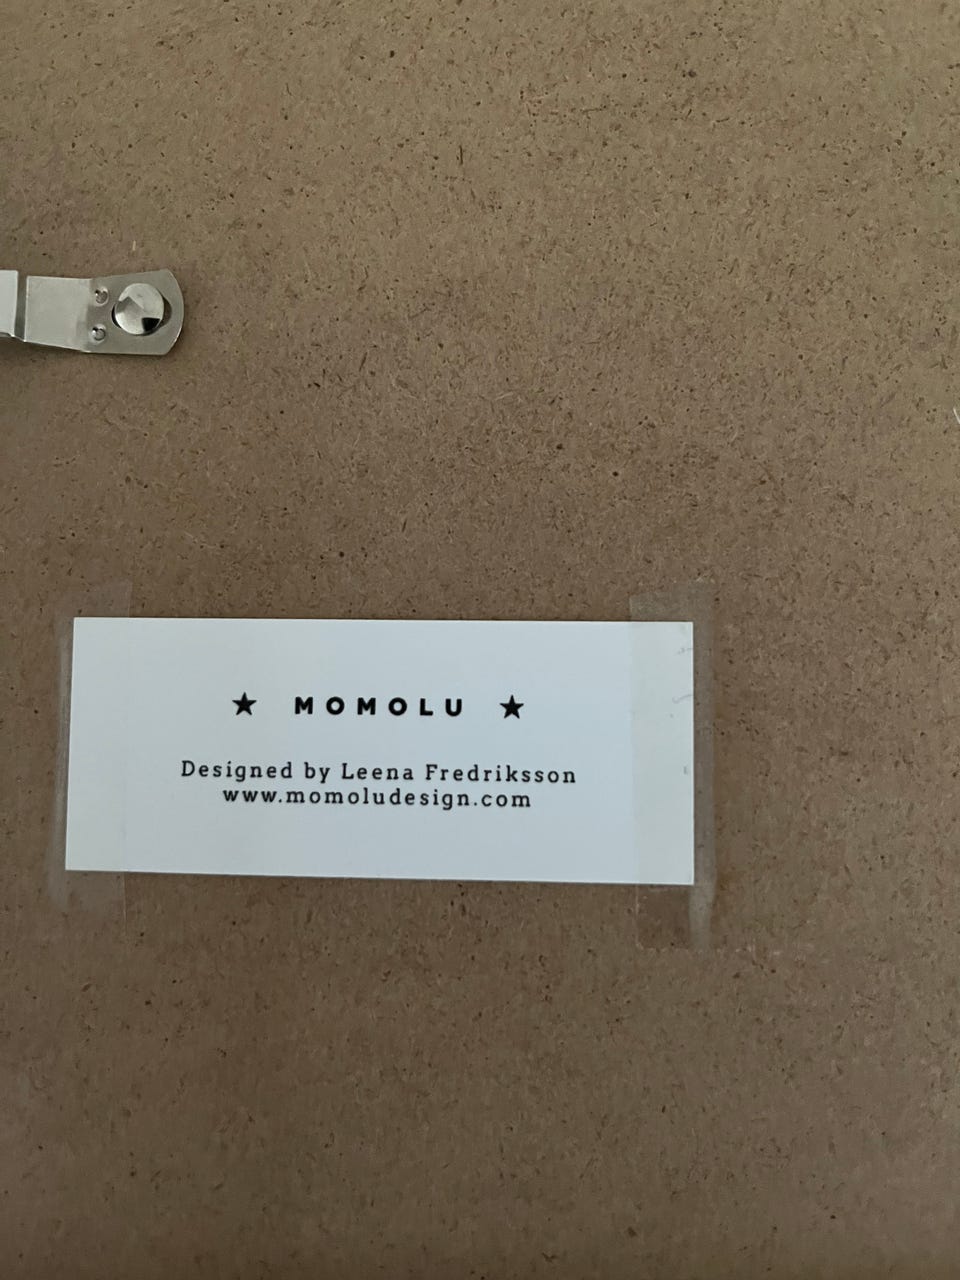 ★ MOMOLU ★
Designed by Leena Fredriksson
www.momoludesign.com